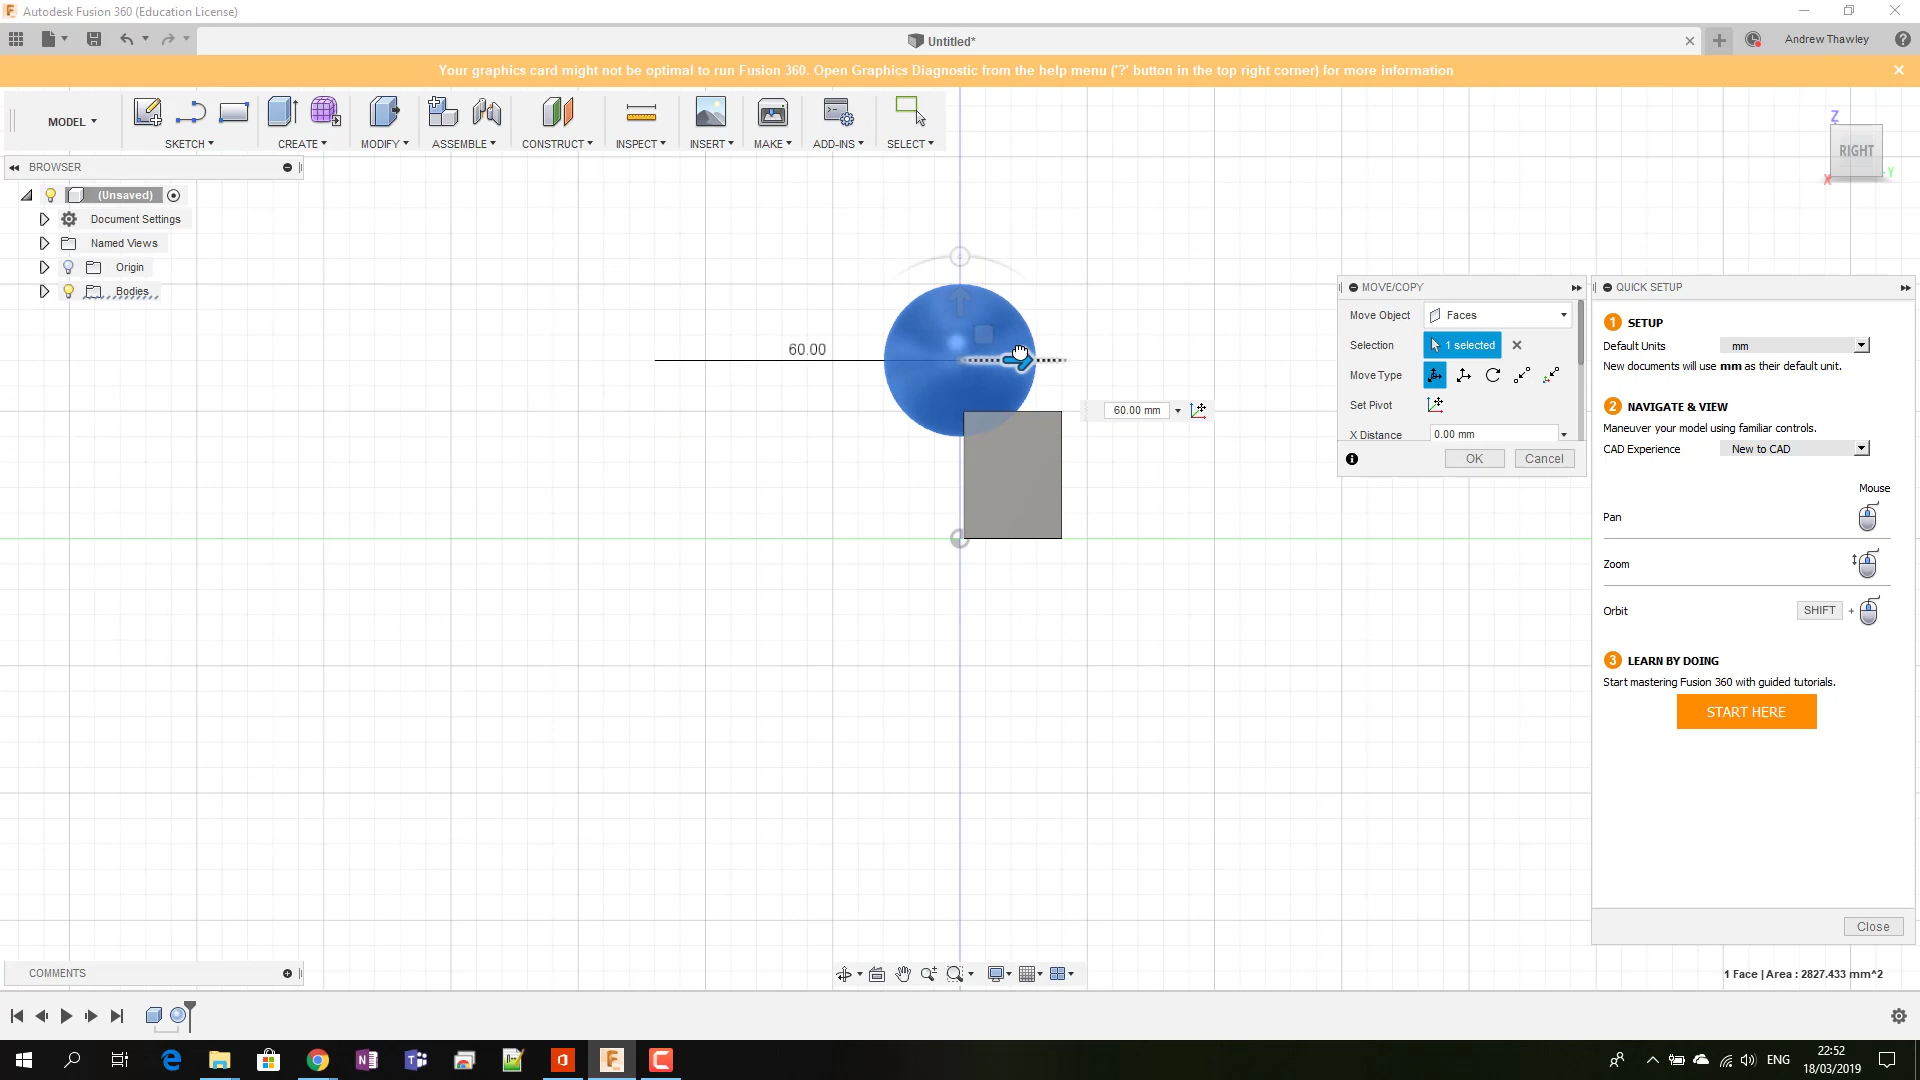 Autodesk Fusion 360 (Education License)
Untitled*
Andrew Thawley
Your graphics card might not be optimal to run Fusion 360. Open Graphics Diagnostic from the help menu ('?' button in the top right corner) for more information
MODEL
SKETCH
CREATE
MODIFY
ASSEMBLE
CONSTRUCT
INSPECT
INSERT
MAKE
ADD-INS
SELECT
Z
RIGHT
X
Y
BROWSER
(Unsaved)
Document Settings
Named Views
Origin
Bodies
60.00
60.00 mm
MOVE/COPY
Move Object
Faces
Selection
1 selected
Move Type
Set Pivot
X Distance
0.00 mm
OK
Cancel
QUICK SETUP
1 SETUP
Default Units
mm
New documents will use mm as their default unit.
2 NAVIGATE & VIEW
Maneuver your model using familiar controls.
CAD Experience
New to CAD
Mouse
Pan
Zoom
Orbit
SHIFT +
3 LEARN BY DOING
Start mastering Fusion 360 with guided tutorials.
START HERE
Close
COMMENTS
1 Face | Area : 2827.433 mm^2
ENG
22:52
18/03/2019